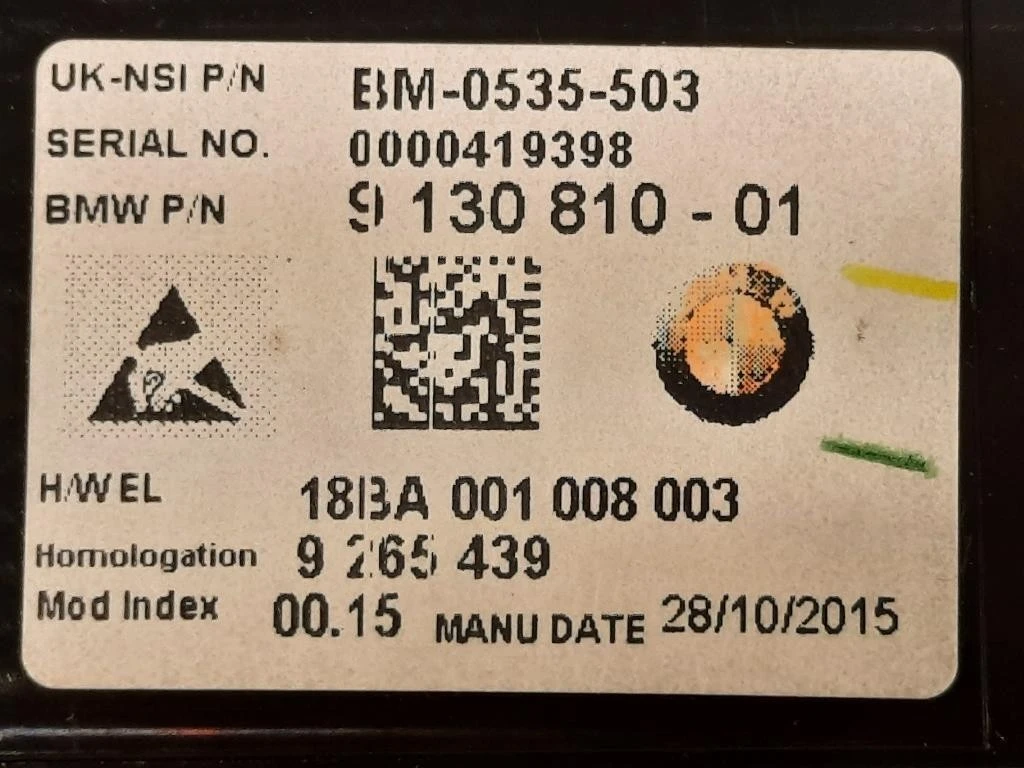 UK-NSI P/N BM-0535-503
SERIAL NO. 0000419398
BMW P/N 9 130 810 - 01
H/W EL 18BA 001 008 003
Homologation 9 265 439
Mod Index 00.15 MANU DATE 28/10/2015